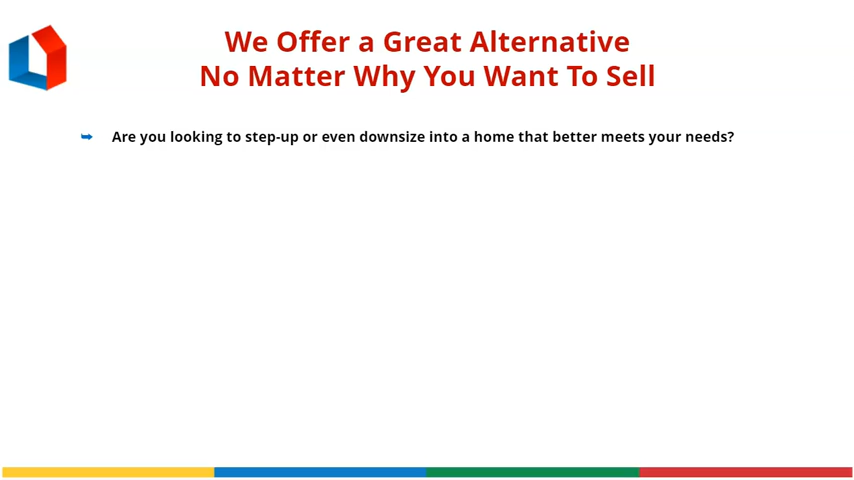 We Offer a Great Alternative
No Matter Why You Want To Sell
Are you looking to step-up or even downsize into a home that better meets your needs?